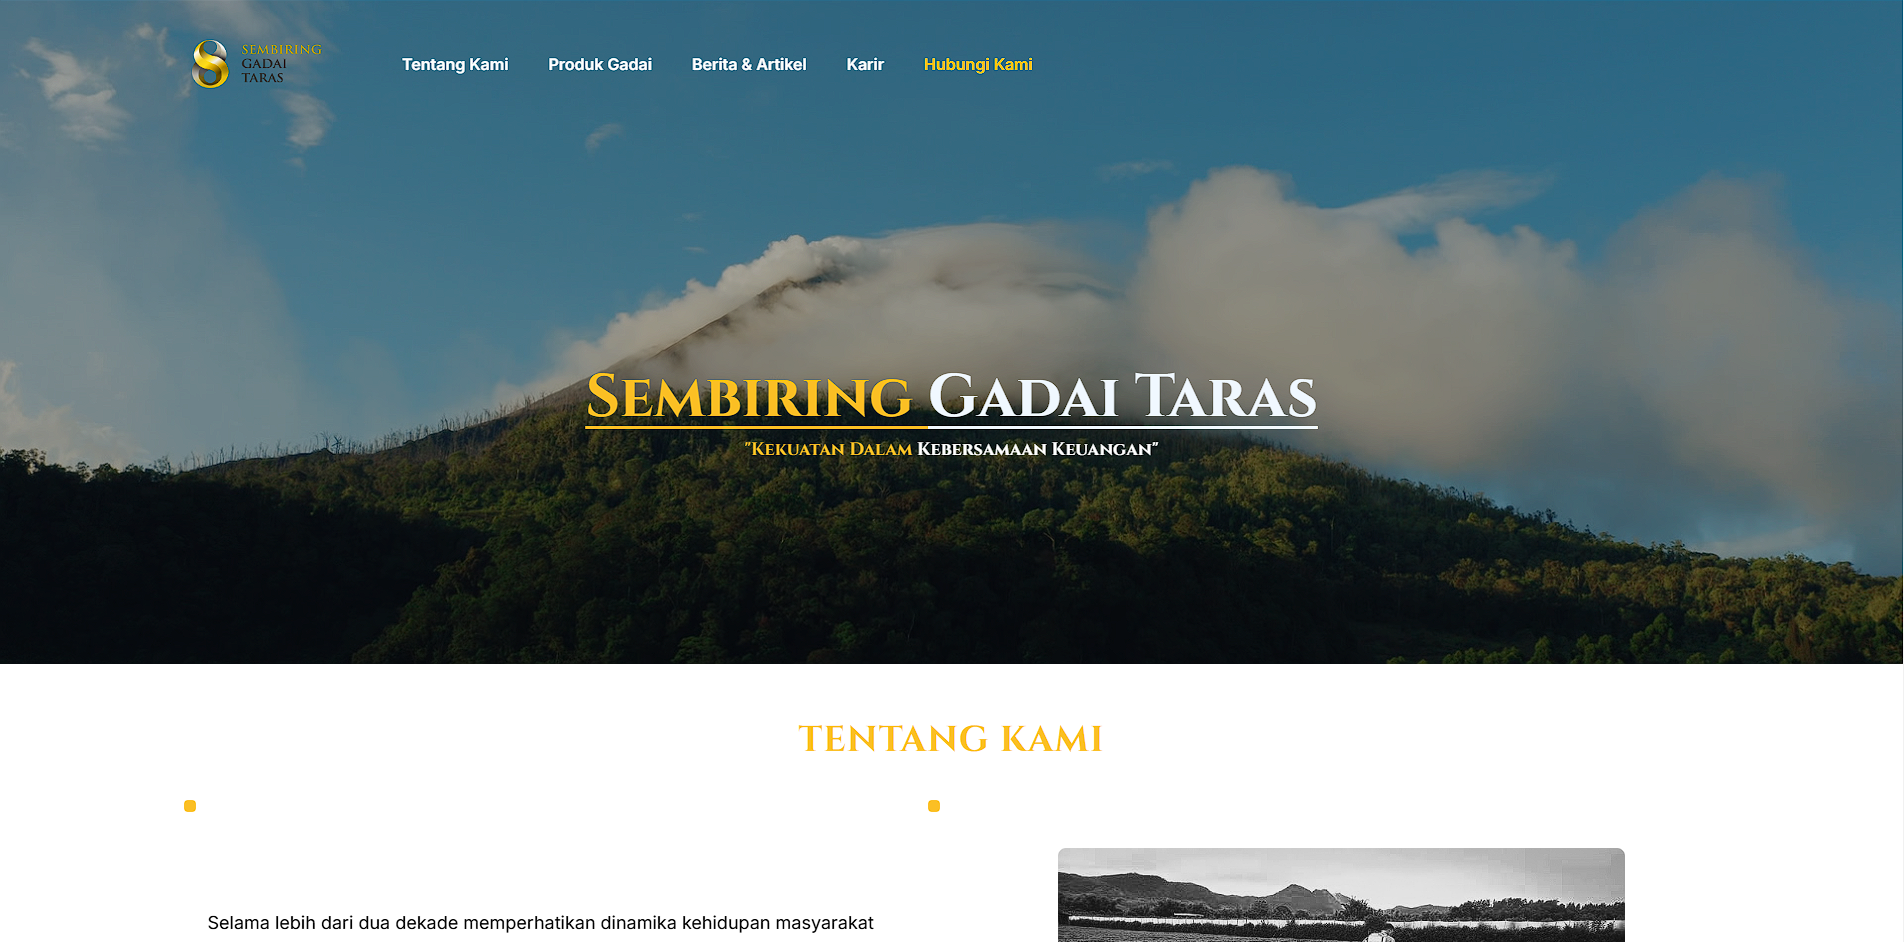 SEMBIRING
GADAI
TARAS
Tentang Kami
Produk Gadai
Berita & Artikel
Karir
Hubungi Kami
Sembiring Gadai Taras
"Kekuatan Dalam Kebersamaan Keuangan"
TENTANG KAMI
Selama lebih dari dua dekade memperhatikan dinamika kehidupan masyarakat